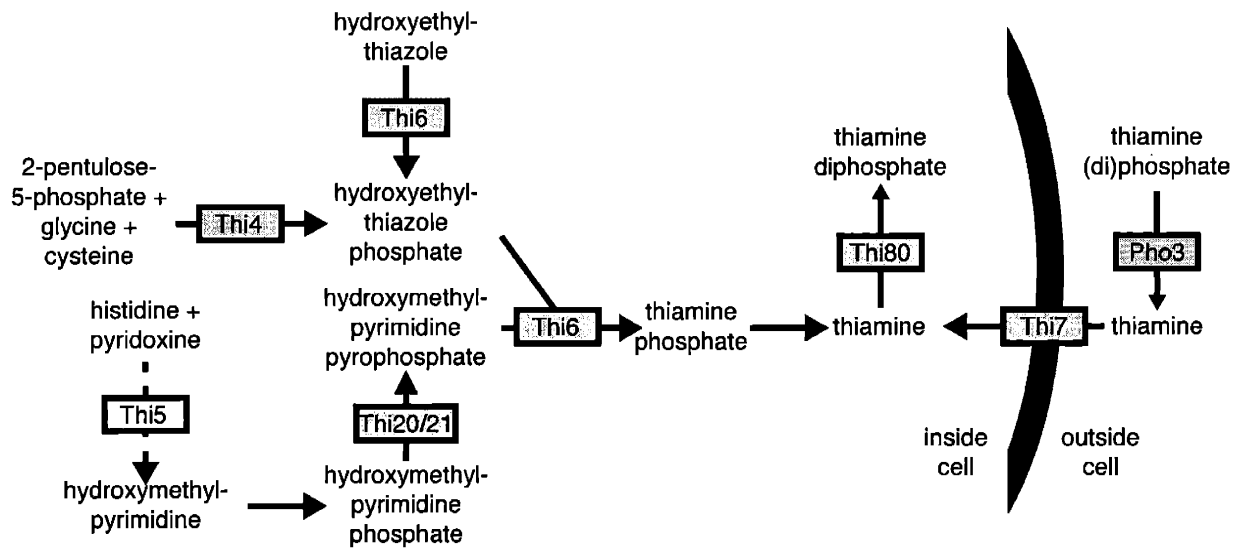 hydroxyethyl-
thiazole
Thi6
2-pentulose-
5-phosphate +
glycine +
cysteine
Thi4
hydroxyethyl-
thiazole
phosphate
histidine +
pyridoxine
Thi5
hydroxymethyl-
pyrimidine
hydroxymethyl-
pyrimidine
pyrophosphate
Thi20/21
hydroxymethyl-
pyrimidine
phosphate
Thi6
thiamine
phosphate
thiamine
diphosphate
Thi80
thiamine
Thi7
thiamine
(di)phosphate
Pho3
thiamine
inside
cell
outside
cell